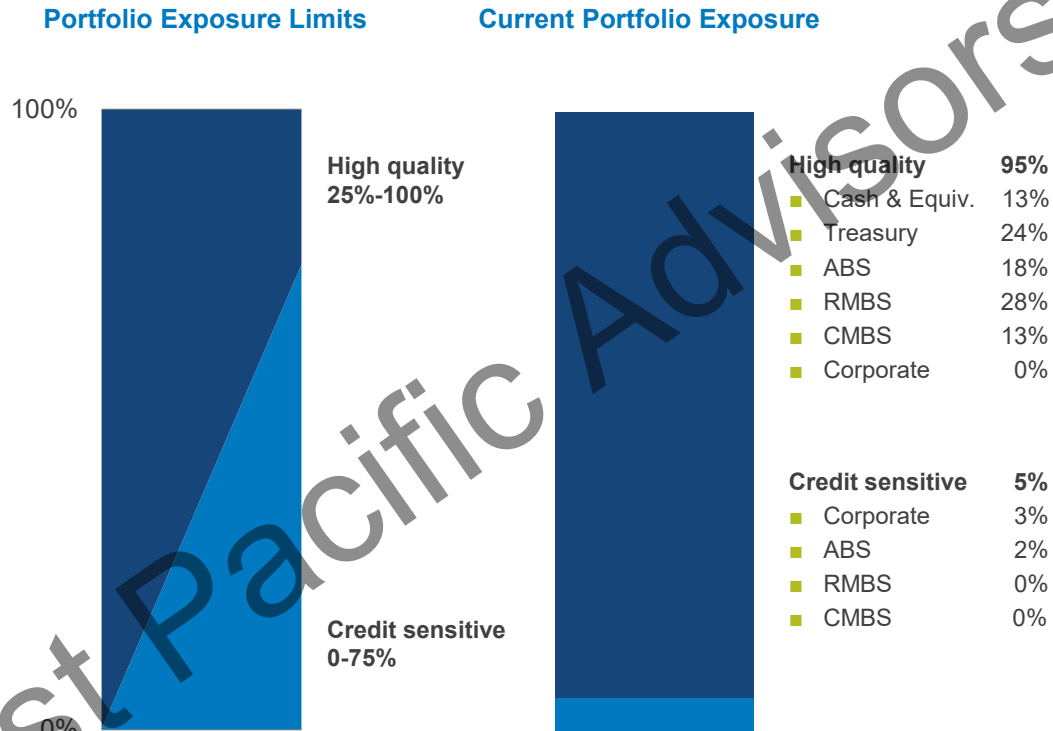 Portfolio Exposure Limits
Current Portfolio Exposure
100%
High quality
25%-100%
Credit sensitive
0-75%
0%
High quality 95%
Cash & Equiv. 13%
Treasury 24%
ABS 18%
RMBS 28%
CMBS 13%
Corporate 0%
Credit sensitive 5%
Corporate 3%
ABS 2%
RMBS 0%
CMBS 0%
st Pacific Advisors